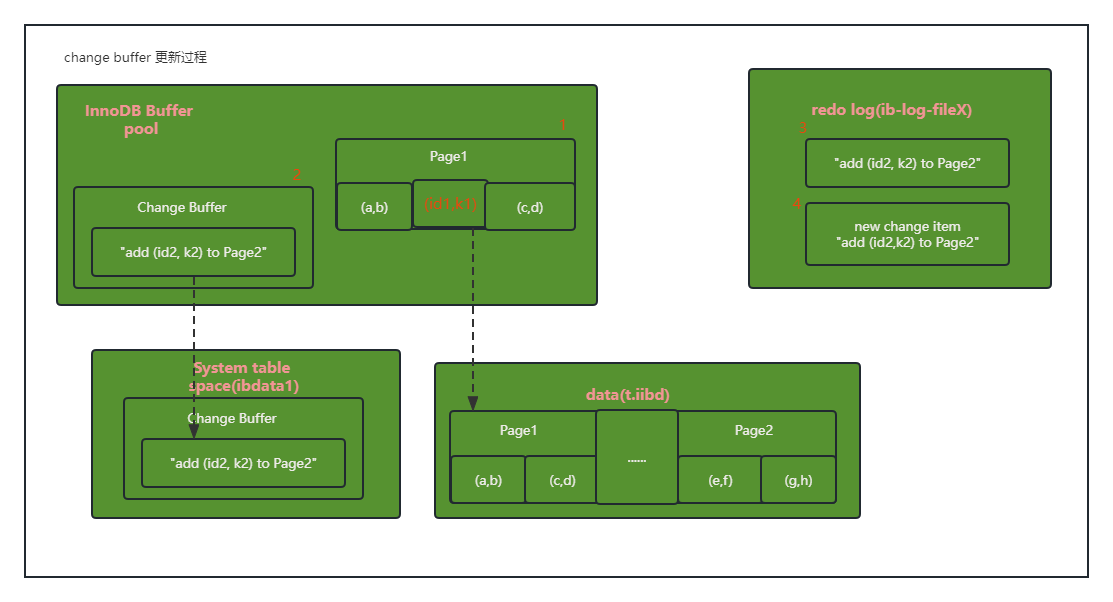 change buffer 更新过程
InnoDB Buffer
pool
1
Page1
(a,b)
(id1,k1)
(c,d)
2
Change Buffer
"add (id2, k2) to Page2"
redo log(ib-log-fileX)
3
"add (id2, k2) to Page2"
4
new change item
"add (id2,k2) to Page2"
System table
space(ibdata1)
Change Buffer
"add (id2, k2) to Page2"
data(t.iibd)
Page1
......
Page2
(a,b)
(c,d)
(e,f)
(g,h)